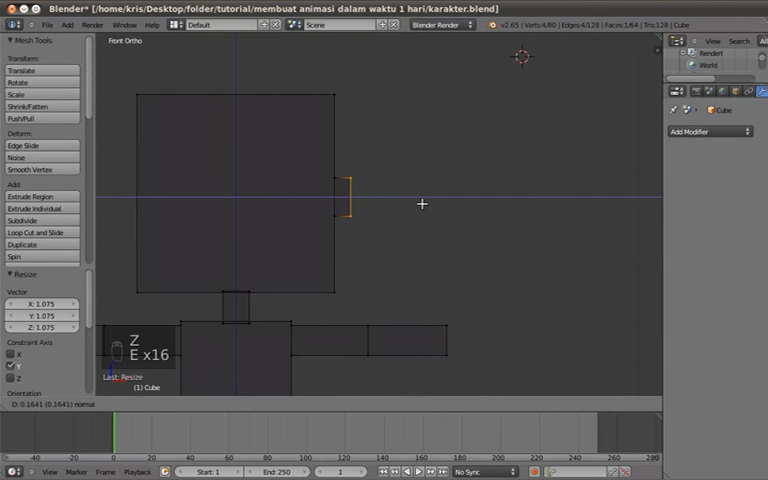 Blender* [/home/kris/Desktop/folder/tutorial/membuat animasi dalam waktu 1 hari/karakter.blend]
File Add Render Window Help Default Scene Blender Render v2.65 | Verts:4/80 | Edges:4/128 | Faces:1/64 | Tris:128 | Cube
Mesh Tools Front Ortho View Search All
Transform: Render
Translate World
Rotate
Scale
Shrink/Fatten Cube
Push/Pull
Deform: Add Modifier
Edge Slide
Noise
Smooth Vertex
Add:
Extrude Region
Extrude Individual
Subdivide
Loop Cut and Slide
Duplicate
Spin
Resize
Vector
X: 1.075
Y: 1.075
Z: 1.075
Z
Constraint Axis
E x16
X
Y
Last: Resize
Z
(1) Cube
Orientation
D: 0.1641 (0.1641) normal
-40 -20 0 20 40 60 80 100 120 140 160 180 200 220 240 260 280
View Marker Frame Playback Start: 1 End: 250 1 No Sync